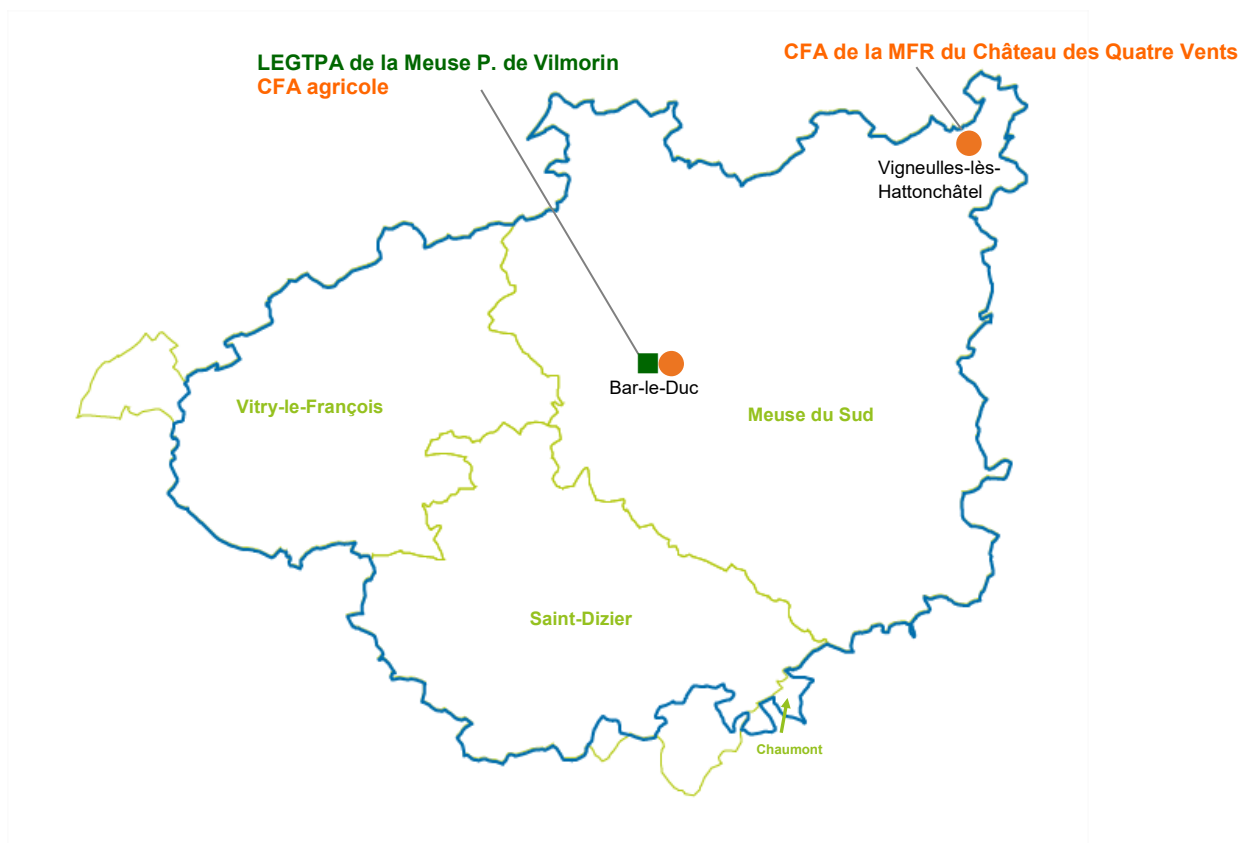 LEGTPA de la Meuse P. de Vilmorin
CFA agricole
CFA de la MFR du Château des Quatre Vents
Vigneulles-lès-
Hattonchâtel
Bar-le-Duc
Vitry-le-François
Meuse du Sud
Saint-Dizier
Chaumont